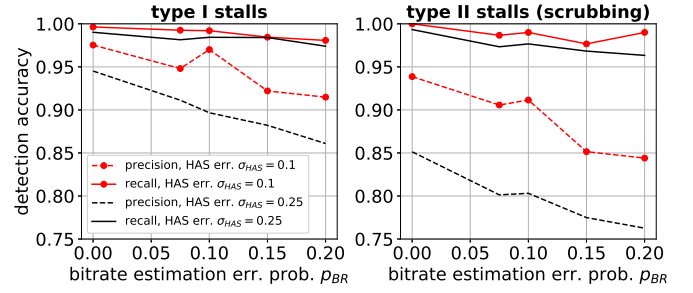 type I stalls
1.00
0.95
0.90
0.85
0.80
0.75
detection accuracy
precision, HAS err. σHAS = 0.1
recall, HAS err. σHAS = 0.1
precision, HAS err. σHAS = 0.25
recall, HAS err. σHAS = 0.25
0.00 0.05 0.10 0.15 0.20
bitrate estimation err. prob. pBR
type II stalls (scrubbing)
1.00
0.95
0.90
0.85
0.80
0.75
0.00 0.05 0.10 0.15 0.20
bitrate estimation err. prob. pBR